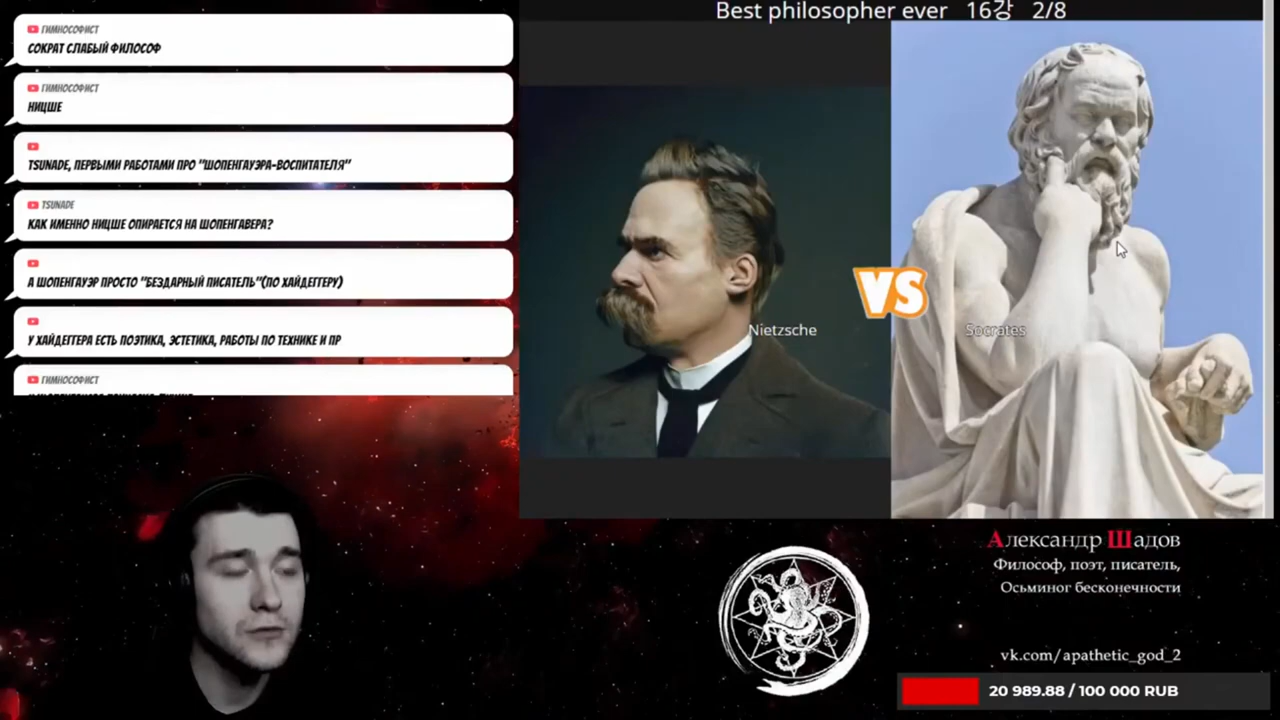 Best philosopher ever 16강 2/8
ГИМНОСОФИСТ
СОКРАТ СЛАБЫЙ ФИЛОСОФ
ГИМНОСОФИСТ
НИЦШЕ
TSUNADE, ПЕРВЫМИ РАБОТАМИ ПРО "ШОПЕНГАУЭРА-ВОСПИТАТЕЛЯ"
TSUNADE
КАК ИМЕННО НИЦШЕ ОПИРАЕТСЯ НА ШОПЕНГАВЕРА?
А ШОПЕНГАУЭР ПРОСТО "БЕЗДАРНЫЙ ПИСАТЕЛЬ"(ПО ХАЙДЕГГЕРУ)
У ХАЙДЕГГЕРА ЕСТЬ ПОЭТИКА, ЭСТЕТИКА, РАБОТЫ ПО ТЕХНИКЕ И ПР
ГИМНОСОФИСТ
Nietzsche
VS
Socrates
Александр Шадов
Философ, поэт, писатель,
Осьминог бесконечности
vk.com/apathetic_god_2
20 989.88 / 100 000 RUB